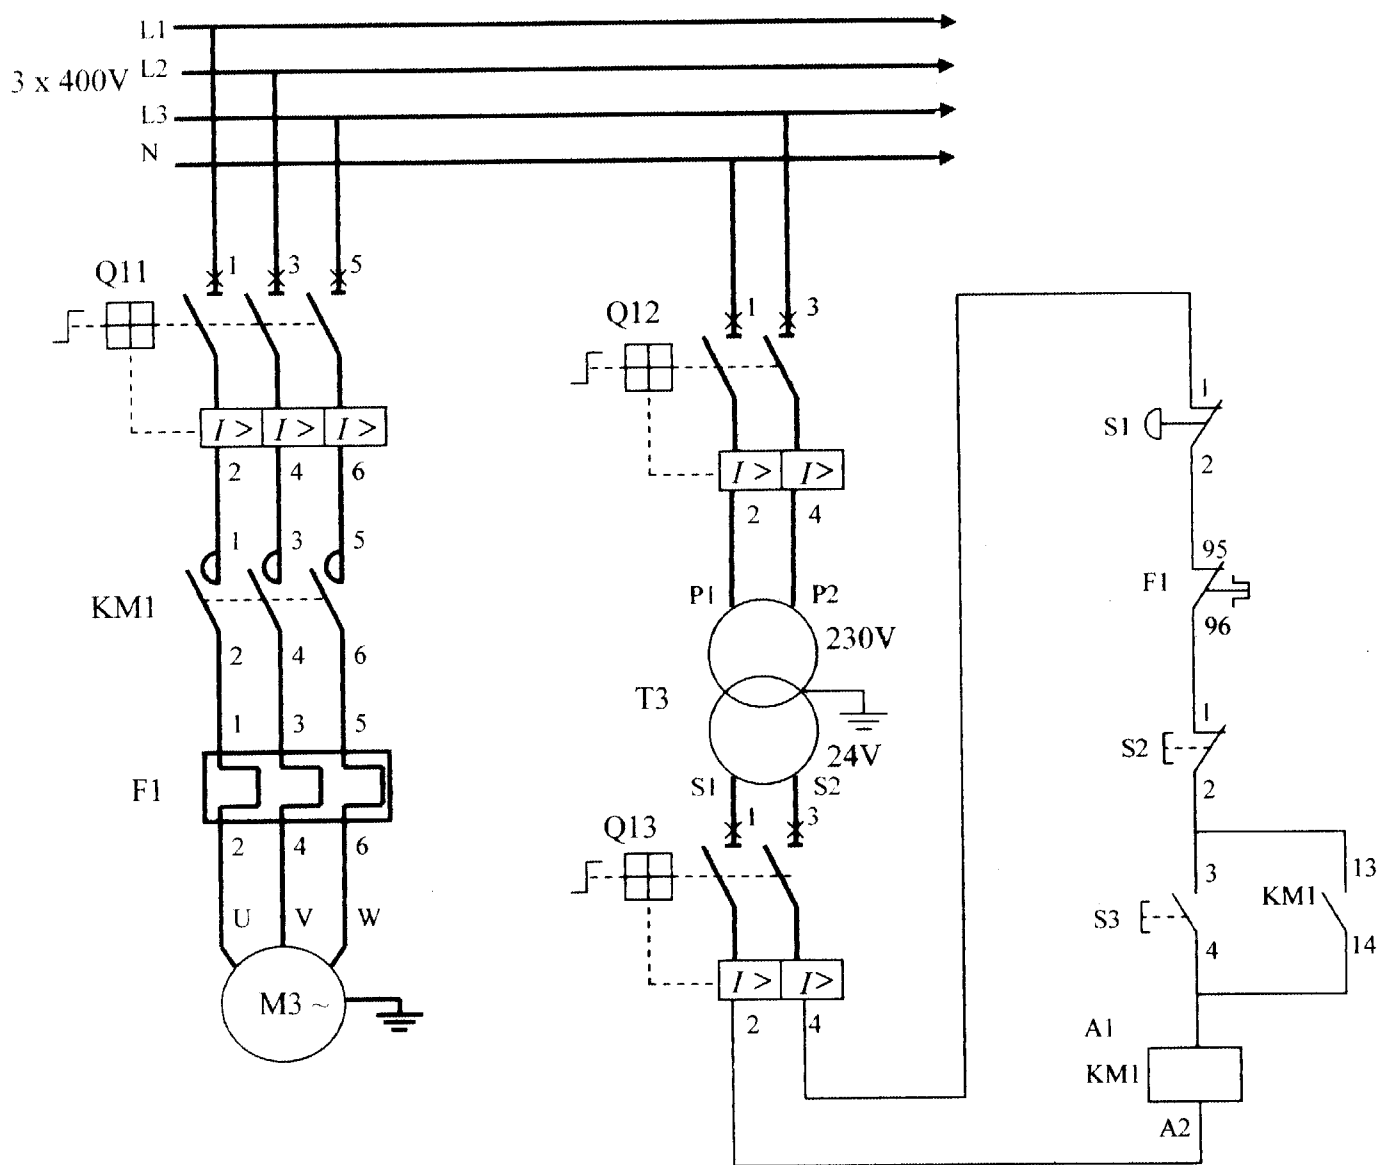 L1
3 x 400V L2
L3
N
Q11
1 3 5
I > I > I >
2 4 6
1 3 5
KM1
2 4 6
1 3 5
F1
2 4 6
U V W
M3 ~
Q12
1 3
I > I >
2 4
P1 P2
230V
T3
24V
S1 S2
Q13
1 3
I > I >
2 4
1
S1
2
95
F1
96
1
S2
2
3
S3
4
13
KM1
14
A1
KM1
A2